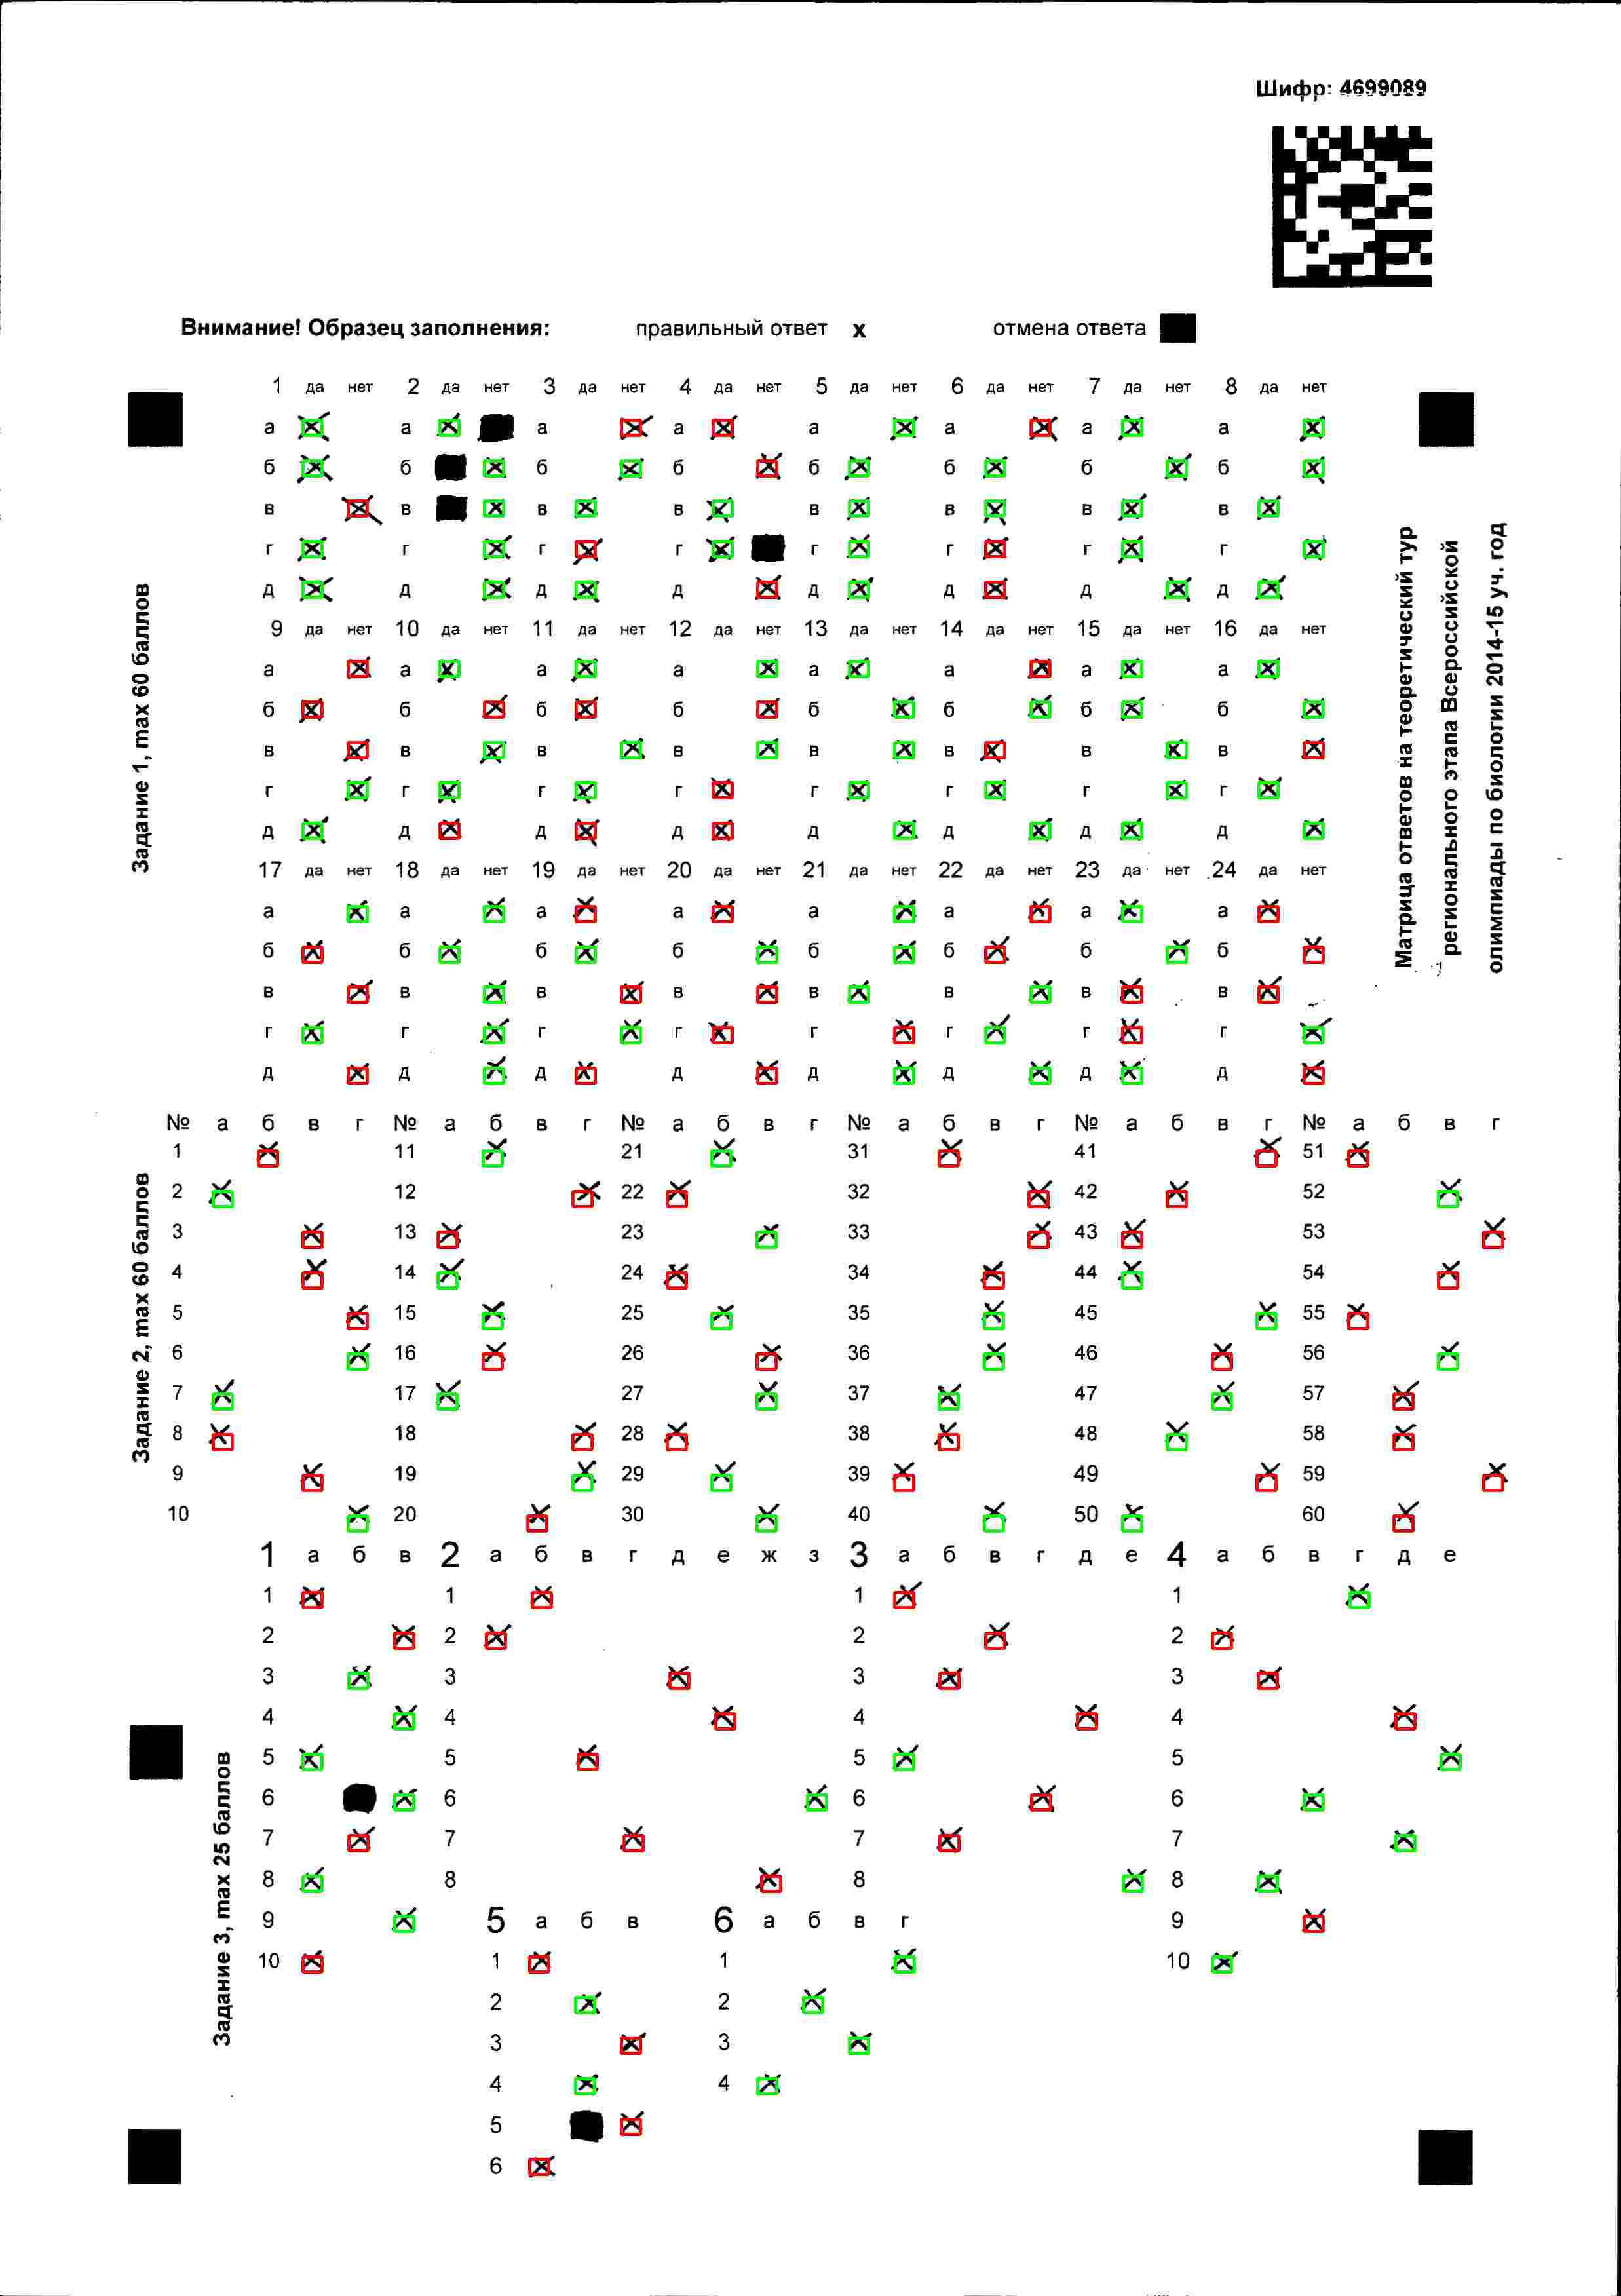 Шифр: 4699089
Внимание! Образец заполнения: правильный ответ х отмена ответа
1 да нет 2 да нет 3 да нет 4 да нет 5 да нет 6 да нет 7 да нет 8 да нет
а а а а а а а а
б б б б б б б б
в в в в в в в в
г г г г г г г г
д д д д д д д д
9 да нет 10 да нет 11 да нет 12 да нет 13 да нет 14 да нет 15 да нет 16 да нет
а а а а а а а а
б б б б б б б б
в в в в в в в в
г г г г г г г г
д д д д д д д д
17 да нет 18 да нет 19 да нет 20 да нет 21 да нет 22 да нет 23 да нет 24 да нет
а а а а а а а а
б б б б б б б б
в в в в в в в в
г г г г г г г г
д д д д д д д д
Задание 1, max 60 баллов
Матрица ответов на теоретический тур
регионального этапа Всероссийской
олимпиады по биологии 2014-15 уч. год
№ а б в г № а б в г № а б в г № а б в г № а б в г № а б в г
1 11 21 31 41 51
2 12 22 32 42 52
3 13 23 33 43 53
4 14 24 34 44 54
5 15 25 35 45 55
6 16 26 36 46 56
7 17 27 37 47 57
8 18 28 38 48 58
9 19 29 39 49 59
10 20 30 40 50 60
Задание 2, max 60 баллов
1 а б в 2 а б в г д е ж з 3 а б в г д е 4 а б в г д е
1 1 1 1
2 2 2 2
3 3 3 3
4 4 4 4
5 5 5 5
6 6 6 6
7 7 7 7
8 8 8 8
9 5 а б в 6 а б в г 9
10 1 1 10
2 2
3 3
4 4
5
6
Задание 3, max 25 баллов